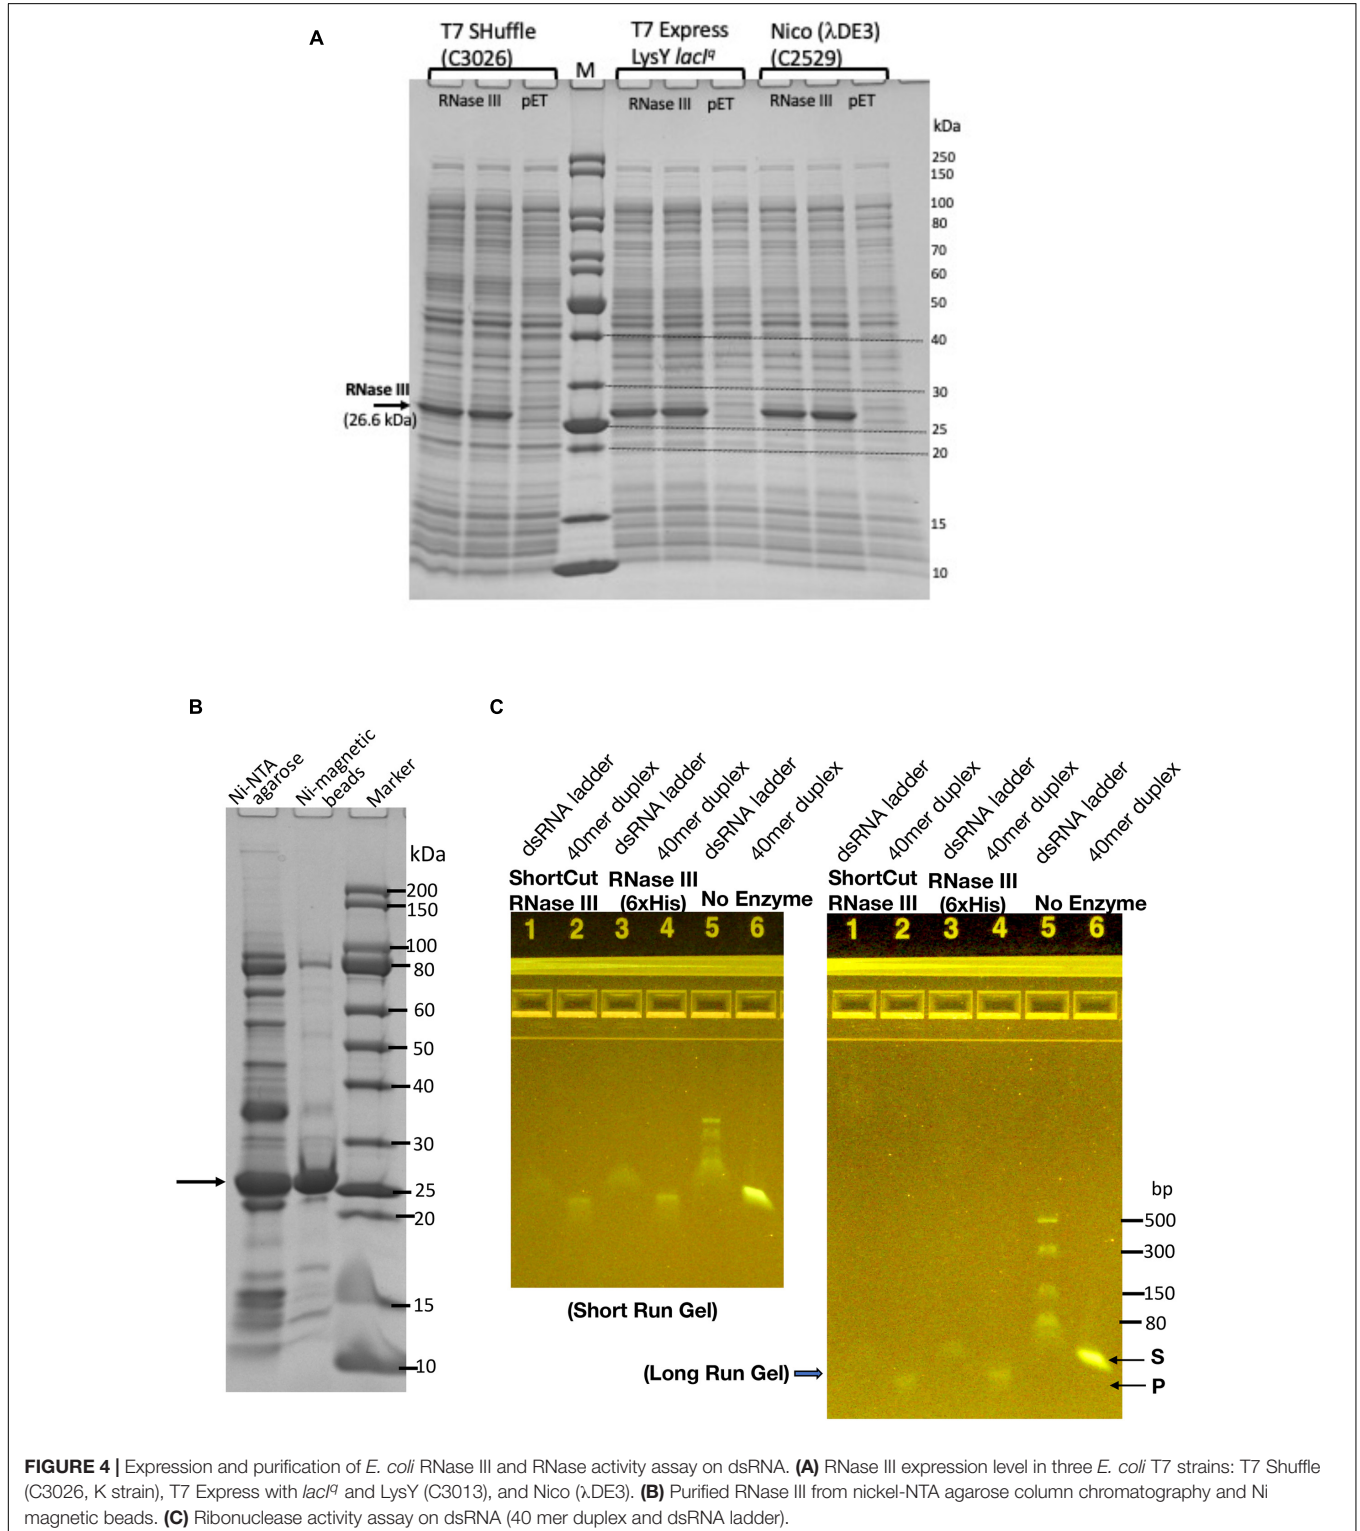 A
T7 SHuffle
(C3026)
M
T7 Express
LysY lacIq
Nico (λDE3)
(C2529)
RNase III pET
RNase III pET
RNase III pET
kDa
250
150
100
80
70
60
50
40
30
25
20
15
10
RNase III
(26.6 kDa)
B
Ni-NTA
agarose
Ni-magnetic
beads
Marker
kDa
200
150
100
80
60
50
40
30
25
20
15
10
C
dsRNA ladder
40mer duplex
dsRNA ladder
40mer duplex
dsRNA ladder
40mer duplex
ShortCut
RNase III
RNase III
(6xHis)
No Enzyme
1 2 3 4 5 6
(Short Run Gel)
dsRNA ladder
40mer duplex
dsRNA ladder
40mer duplex
dsRNA ladder
40mer duplex
ShortCut
RNase III
RNase III
(6xHis)
No Enzyme
1 2 3 4 5 6
bp
500
300
150
80
S
P
(Long Run Gel)
FIGURE 4 | Expression and purification of E. coli RNase III and RNase activity assay on dsRNA. (A) RNase III expression level in three E. coli T7 strains: T7 Shuffle
(C3026, K strain), T7 Express with lacIq and LysY (C3013), and Nico (λDE3). (B) Purified RNase III from nickel-NTA agarose column chromatography and Ni
magnetic beads. (C) Ribonuclease activity assay on dsRNA (40 mer duplex and dsRNA ladder).